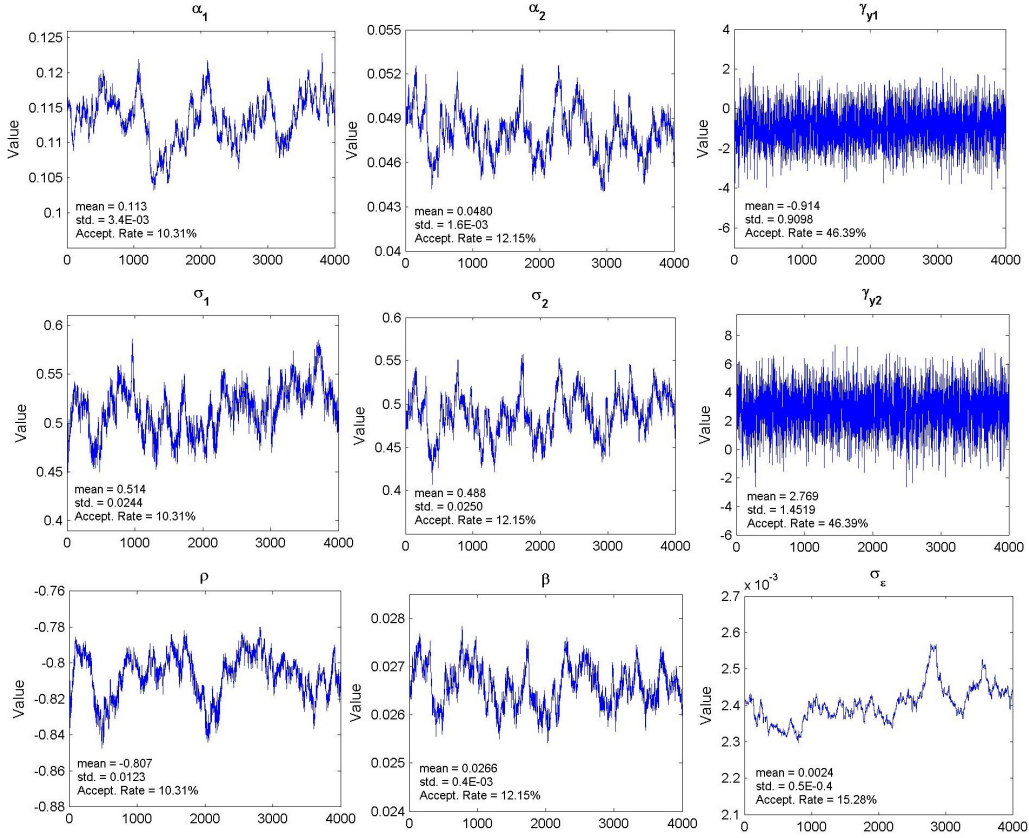 α1
Value
0.125
0.12
0.115
0.11
0.105
0.1
mean = 0.113
std. = 3.4E-03
Accept. Rate = 10.31%
0 1000 2000 3000 4000
α2
0.055
0.052
0.049
0.046
0.043
0.04
mean = 0.0480
std. = 1.6E-03
Accept. Rate = 12.15%
0 1000 2000 3000 4000
γy1
Value
4
2
0
-2
-4
-6
mean = -0.914
std. = 0.9098
Accept. Rate = 46.39%
0 1000 2000 3000 4000
σ1
Value
0.6
0.55
0.5
0.45
0.4
mean = 0.514
std. = 0.0244
Accept. Rate = 10.31%
0 1000 2000 3000 4000
σ2
Value
0.6
0.55
0.5
0.45
0.4
mean = 0.488
std. = 0.0250
Accept. Rate = 12.15%
0 1000 2000 3000 4000
γy2
Value
8
6
4
2
0
-2
-4
-6
mean = 2.769
std. = 1.4519
Accept. Rate = 46.39%
0 1000 2000 3000 4000
ρ
Value
-0.76
-0.78
-0.8
-0.82
-0.84
-0.86
-0.88
mean = -0.807
std. = 0.0123
Accept. Rate = 10.31%
0 1000 2000 3000 4000
β
Value
0.028
0.027
0.026
0.025
0.024
mean = 0.0266
std. = 0.4E-03
Accept. Rate = 12.15%
0 1000 2000 3000 4000
σε
x 10-3
Value
2.7
2.6
2.5
2.4
2.3
2.2
2.1
mean = 0.0024
std. = 0.5E-0.4
Accept. Rate = 15.28%
0 1000 2000 3000 4000